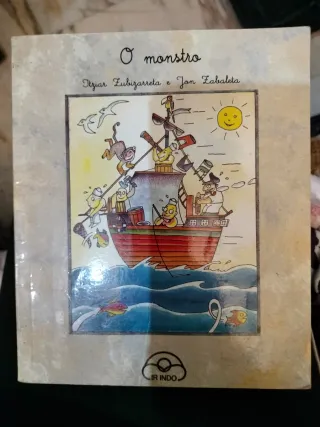 O monstro
Itziar Zubizarreta e Jon Zabaleta
IR INDO